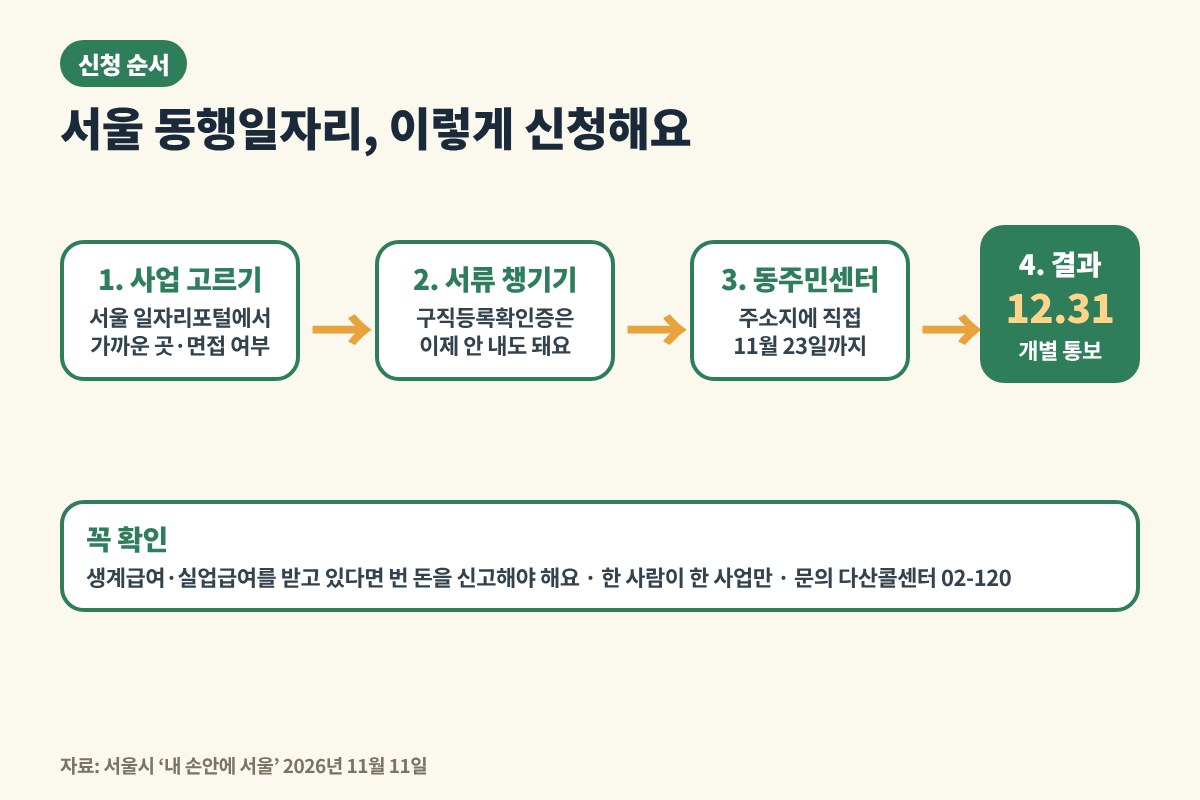 신청 순서
서울 동행일자리, 이렇게 신청해요
1. 사업 고르기
서울 일자리포털에서
가까운 곳·면접 여부
2. 서류 챙기기
구직등록확인증은
이제 안 내도 돼요
3. 동주민센터
주소지에 직접
11월 23일까지
4. 결과
12.31
개별 통보
꼭 확인
생계급여·실업급여를 받고 있다면 번 돈을 신고해야 해요 · 한 사람이 한 사업만 · 문의 다산콜센터 02-120
자료: 서울시 ‘내 손안에 서울’ 2026년 11월 11일